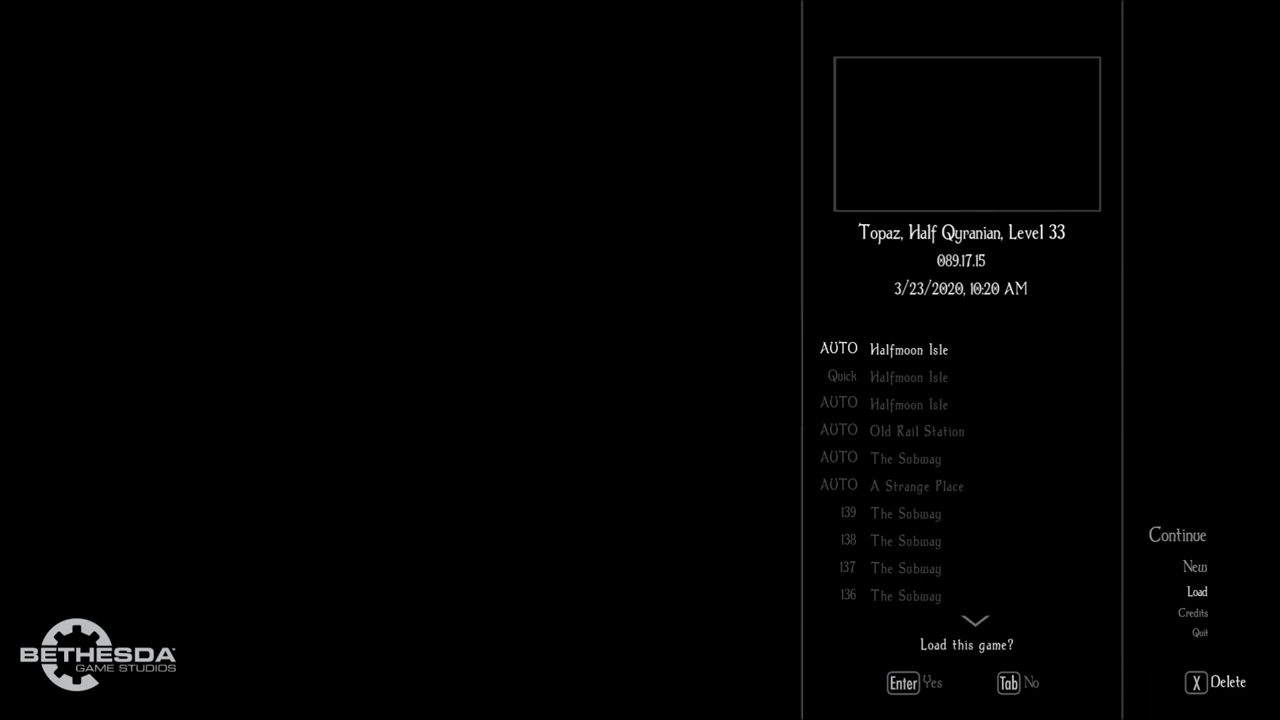 Topaz, Half Qyranian, Level 33
089.17.15
3/23/2020, 10:20 AM
AUTO Halfmoon Isle
Quick Halfmoon Isle
AUTO Halfmoon Isle
AUTO Old Rail Station
AUTO The Subway
AUTO A Strange Place
139 The Subway
138 The Subway
137 The Subway
136 The Subway
Load this game?
Enter Yes Tab No
Continue
New
Load
Credits
Quit
X Delete
BETHESDA
GAME STUDIOS